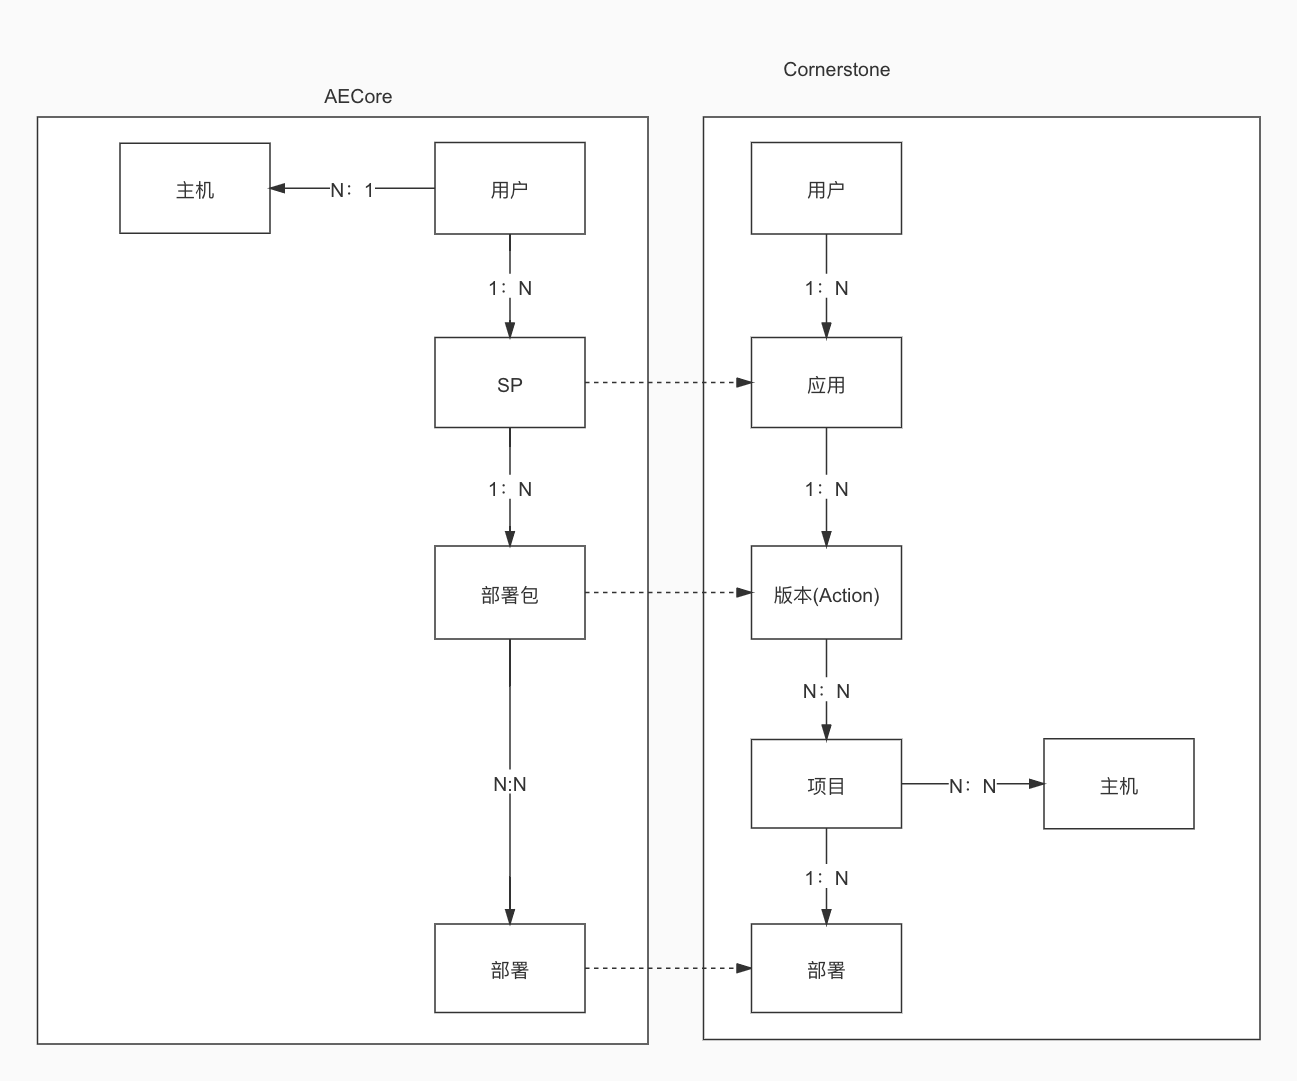 Cornerstone
AECore
主机
N：1
用户
用户
1：N
1：N
SP
应用
1：N
1：N
部署包
版本(Action)
N：N
N:N
项目
N：N
主机
1：N
部署
部署